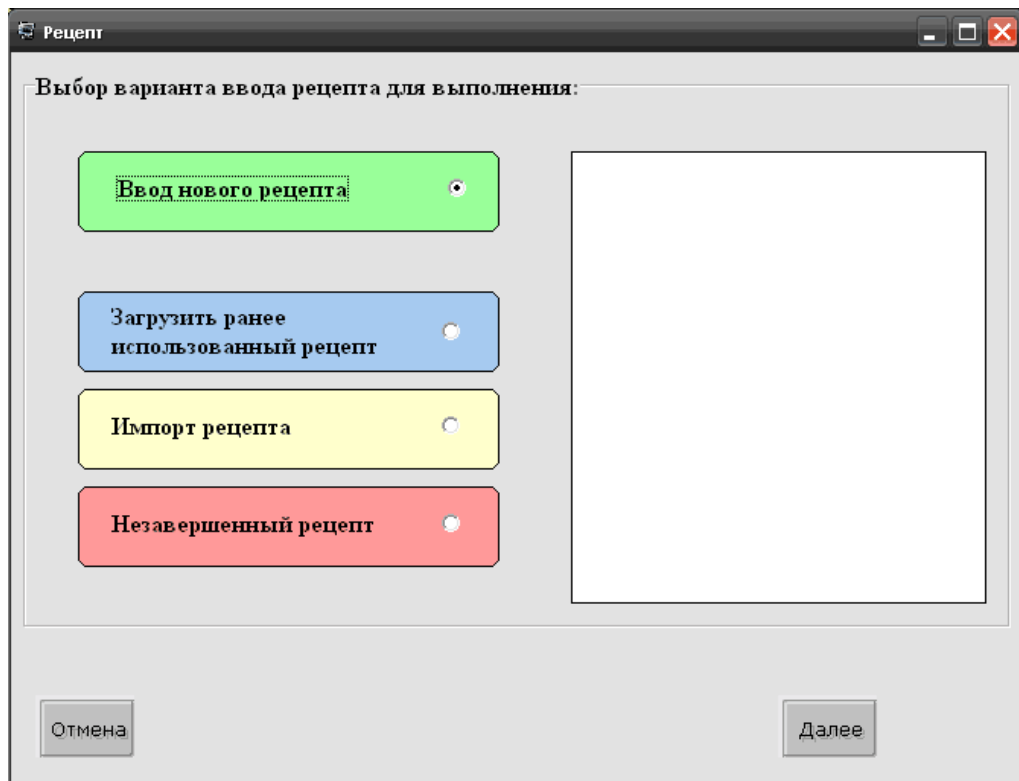 Рецепт
Выбор варианта ввода рецепта для выполнения:
Ввод нового рецепта
Загрузить ранее
использованный рецепт
Импорт рецепта
Незавершенный рецепт
Отмена
Далее